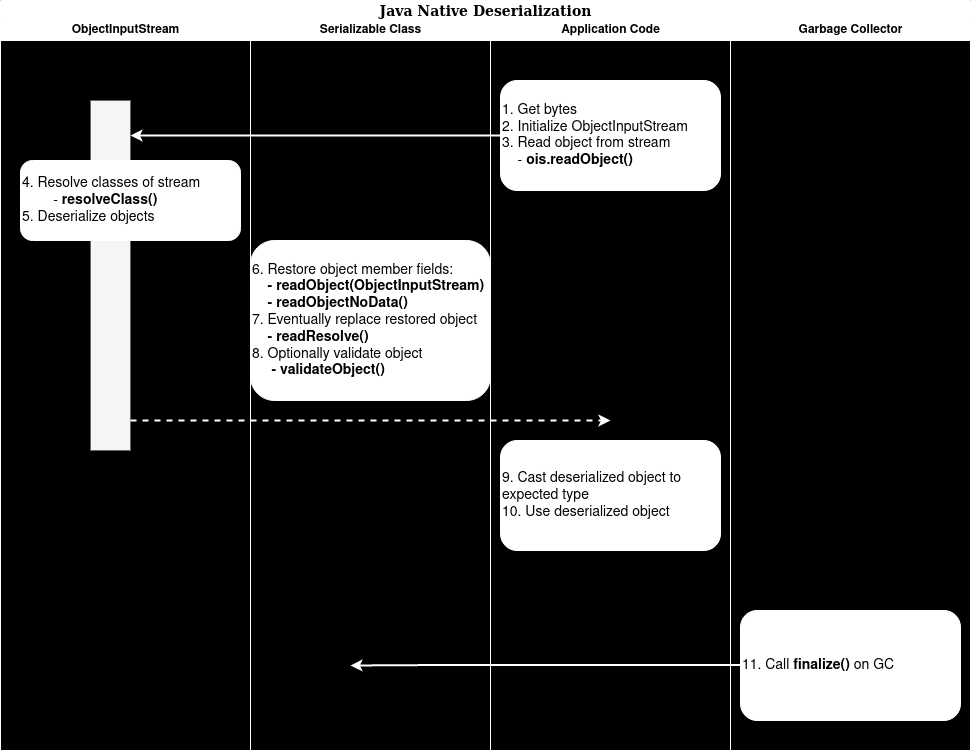 Java Native Deserialization
ObjectInputStream
Serializable Class
Application Code
Garbage Collector
1. Get bytes
2. Initialize ObjectInputStream
3. Read object from stream
- ois.readObject()
4. Resolve classes of stream
- resolveClass()
5. Deserialize objects
6. Restore object member fields:
- readObject(ObjectInputStream)
- readObjectNoData()
7. Eventually replace restored object
- readResolve()
8. Optionally validate object
- validateObject()
9. Cast deserialized object to
expected type
10. Use deserialized object
11. Call finalize() on GC